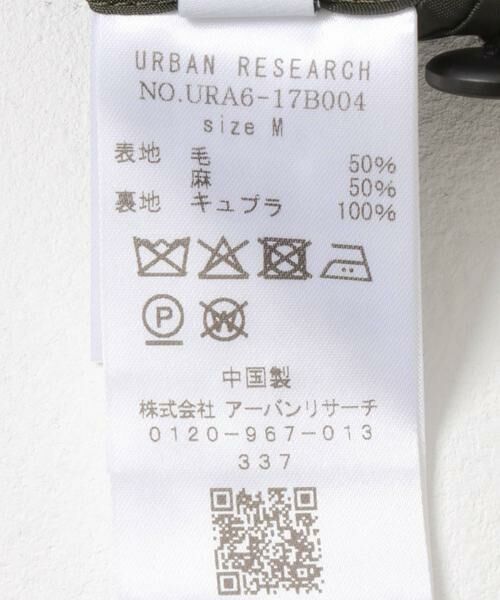 URBAN RESEARCH
NO.URA6-17B004
size M
表地 毛 50%
麻 50%
裏地 キュプラ 100%
P W
中国製
株式会社 アーバンリサーチ
0120-967-013
337